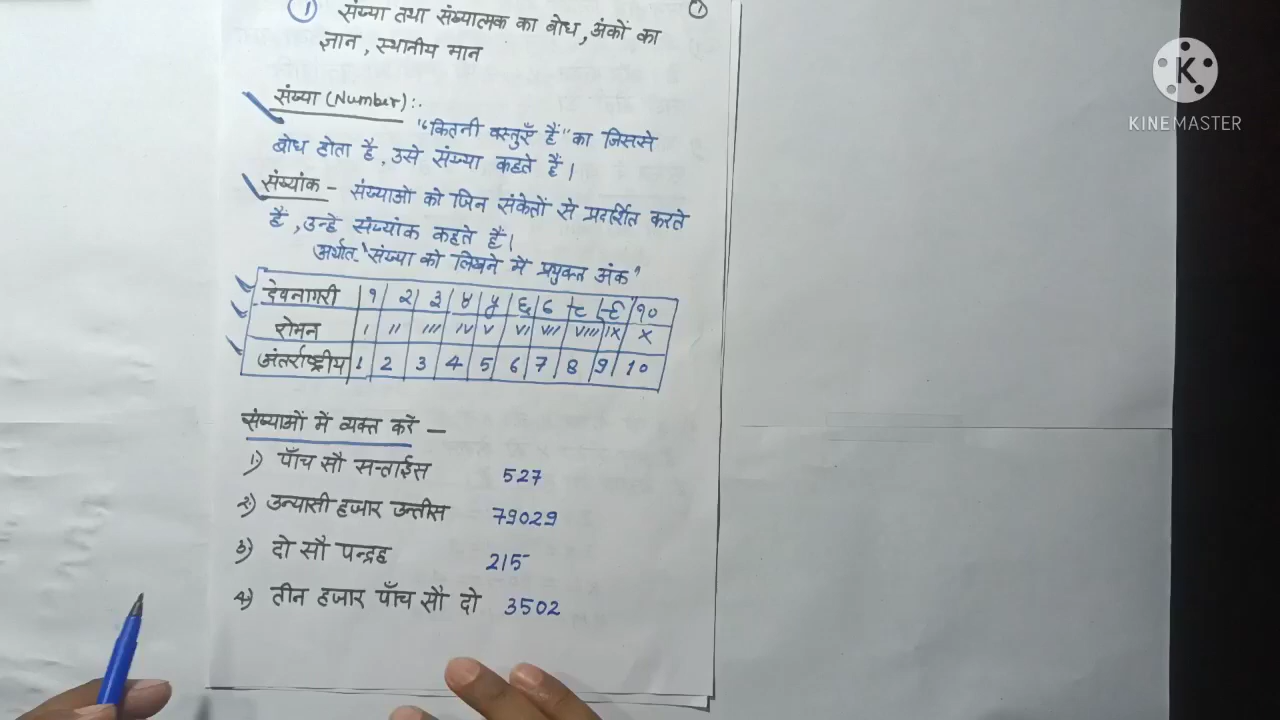 ① संख्या तथा संख्यात्मक का बोध, अंकों का
ज्ञान, स्थानीय मान
संख्या (Number):-
"कितनी वस्तुएँ हैं" का जिससे
बोध होता है, उसे संख्या कहते हैं।
संख्यांक - संख्याओं को जिन संकेतों से प्रदर्शित करते
हैं, उन्हे संख्यांक कहते हैं।
अर्थात् "संख्या को लिखने में प्रयुक्त अंक"
देवनागरी १ २ ३ ४ ५ ६ ७ ८ ९ १०
रोमन I II III IV V VI VII VIII IX X
अंतर्राष्ट्रीय 1 2 3 4 5 6 7 8 9 10
संख्याओं में व्यक्त करें —
1) पाँच सौ सत्ताईस 527
2) उन्यासी हजार उन्तीस 79029
3) दो सौ पन्द्रह 215
4) तीन हजार पाँच सौ दो 3502
K
KINEMASTER